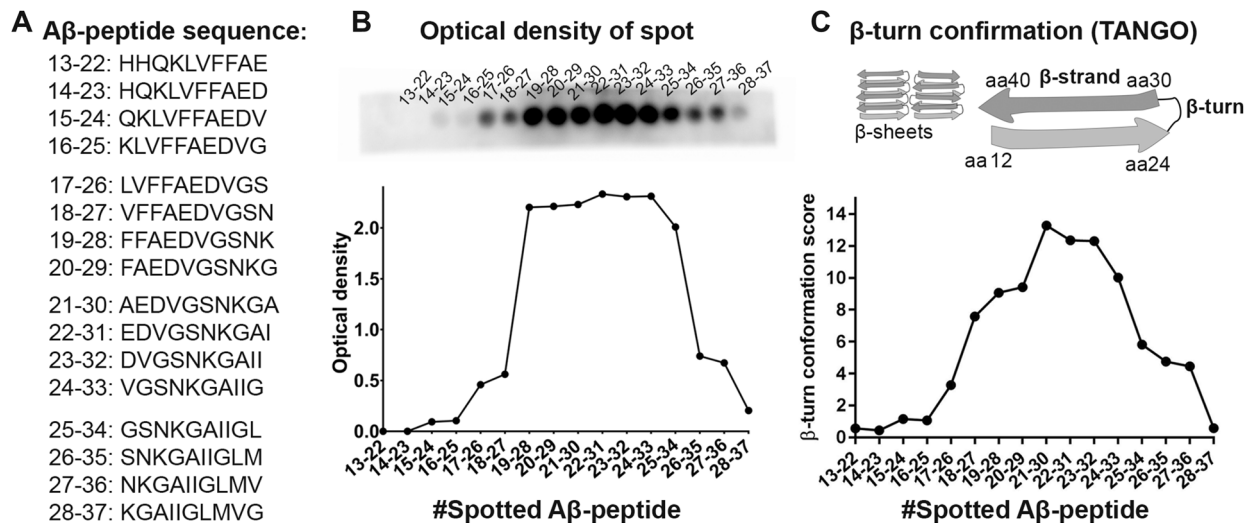 A Aβ-peptide sequence:
13-22: HHQKLVFFAE
14-23: HQKLVFFAED
15-24: QKLVFFAEDV
16-25: KLVFFAEDVG
17-26: LVFFAEDVGS
18-27: VFFAEDVGSN
19-28: FFAEDVGSNK
20-29: FAEDVGSNKG
21-30: AEDVGSNKGA
22-31: EDVGSNKGAI
23-32: DVGSNKGAII
24-33: VGSNKGAIIG
25-34: GSNKGAIIGL
26-35: SNKGAIIGLM
27-36: NKGAIIGLMV
28-37: KGAIIGLMVG
B Optical density of spot
13-22 14-23 15-24 16-25 17-26 18-27 19-28 20-29 21-30 22-31 23-32 24-33 25-34 26-35 27-36 28-37
Optical density
2.0
1.0
0.5
0.0
13-22 14-23 15-24 16-25 17-26 18-27 19-28 20-29 21-30 22-31 23-32 24-33 25-34 26-35 27-36 28-37
#Spotted Aβ-peptide
C β-turn confirmation (TANGO)
aa40 β-strand aa30
β-turn
β-sheets
aa12 aa24
β-turn conformation score
14
12
10
8
6
4
2
0
13-22 14-23 15-24 16-25 17-26 18-27 19-28 20-29 21-30 22-31 23-32 24-33 25-34 26-35 27-36 28-37
#Spotted Aβ-peptide